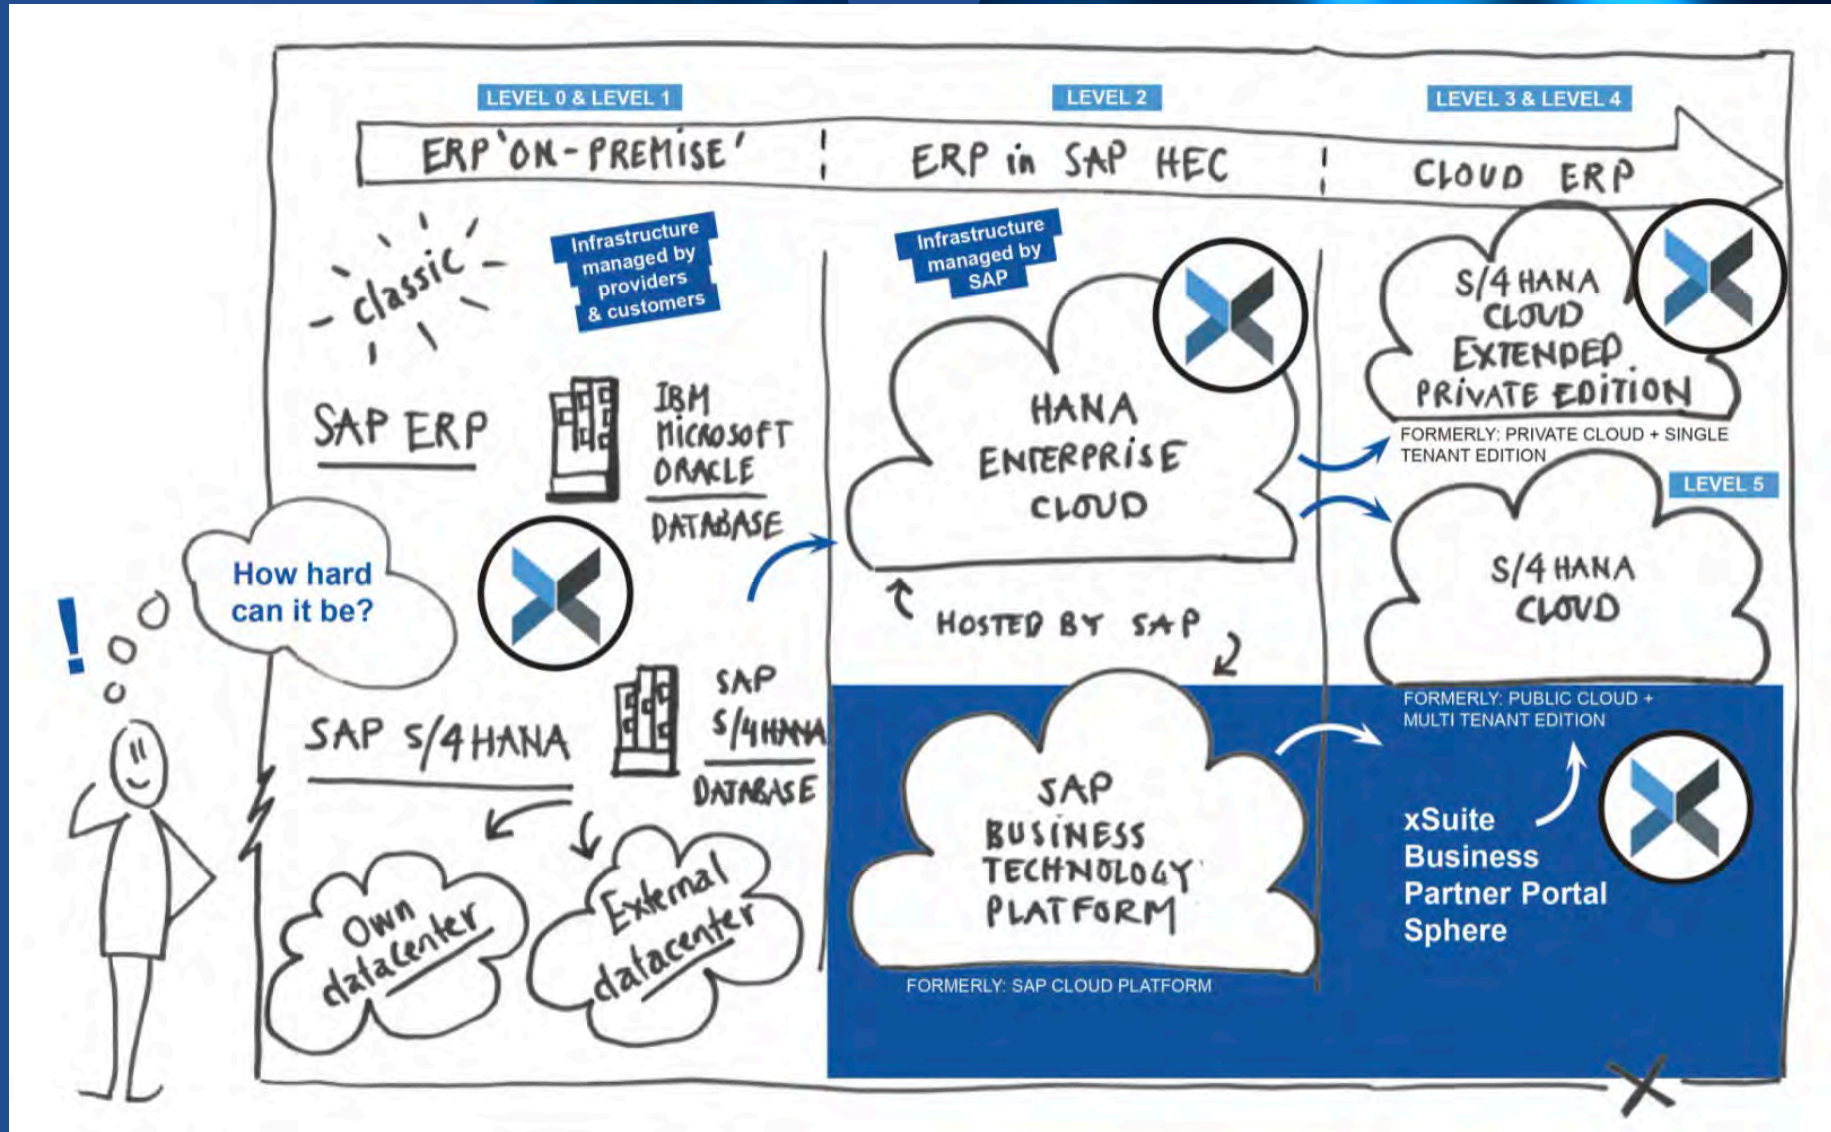 LEVEL 0 & LEVEL 1
LEVEL 2
LEVEL 3 & LEVEL 4
ERP 'ON-PREMISE'
ERP in SAP HEC
CLOUD ERP
classic
Infrastructure
managed by
providers
& customers
SAP ERP
IBM
MICROSOFT
ORACLE
DATABASE
How hard
can it be?
!
SAP S/4HANA
SAP
S/4HANA
DATABASE
Own
datacenter
External
datacenter
Infrastructure
managed by
SAP
HANA
ENTERPRISE
CLOUD
HOSTED BY SAP
SAP
BUSINESS
TECHNOLOGY
PLATFORM
FORMERLY: SAP CLOUD PLATFORM
S/4HANA
CLOUD
EXTENDED
PRIVATE EDITION
FORMERLY: PRIVATE CLOUD + SINGLE
TENANT EDITION
LEVEL 5
S/4HANA
CLOUD
FORMERLY: PUBLIC CLOUD +
MULTI TENANT EDITION
xSuite
Business
Partner Portal
Sphere